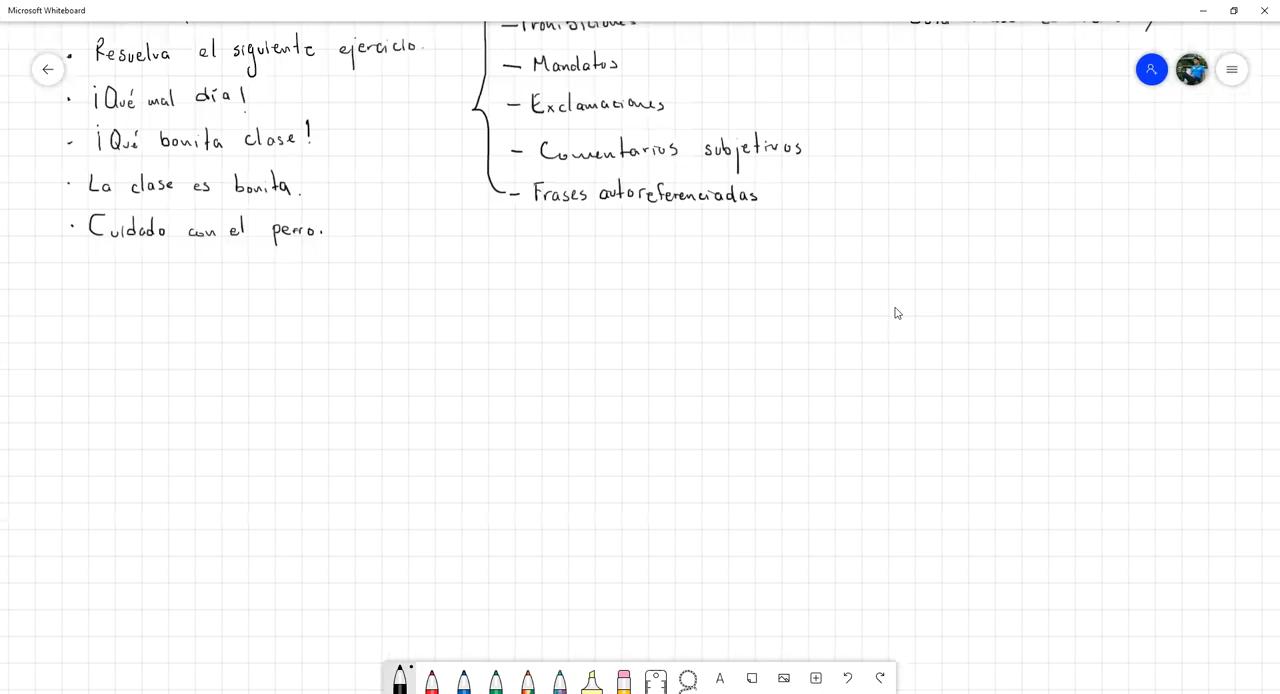 Microsoft Whiteboard
· Resuelva el siguiente ejercicio.
· ¡Qué mal día!
- ¡Qué bonita clase!
· La clase es bonita.
· Cuidado con el perro.
— Prohibiciones
— Mandatos
- Exclamaciones
- Comentarios subjetivos
- Frases autoreferenciadas
A